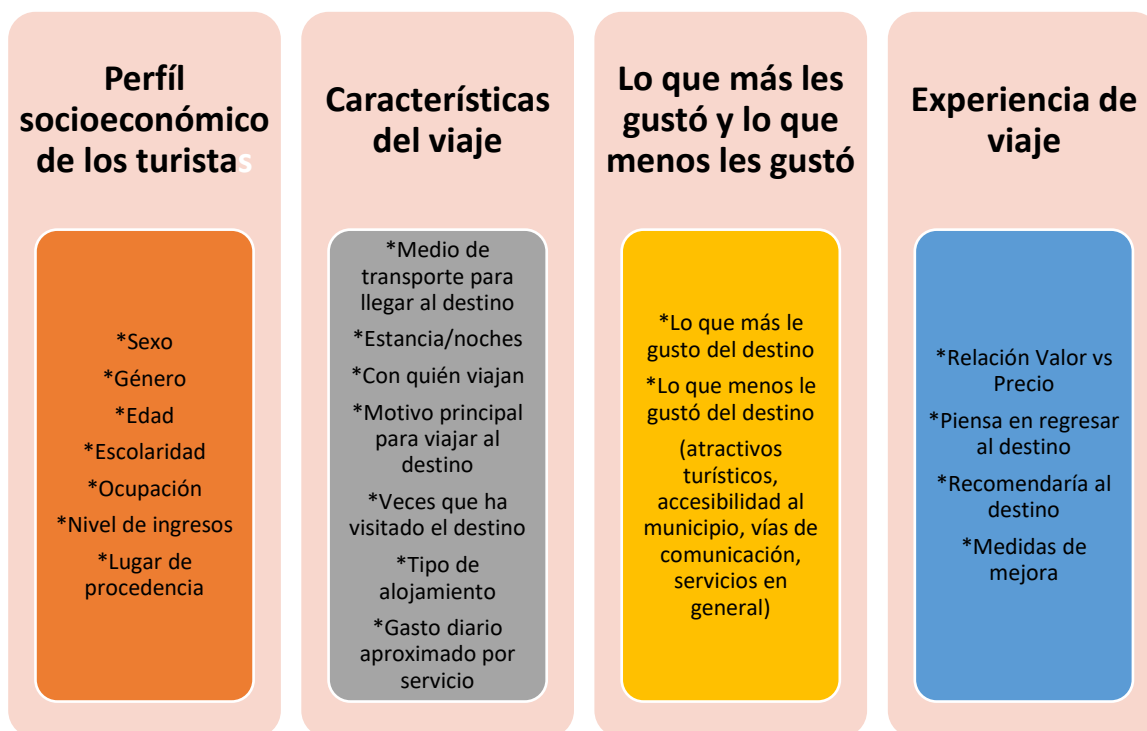 Perfíl
socioeconómico
de los turistas
*Sexo
*Género
*Edad
*Escolaridad
*Ocupación
*Nivel de ingresos
*Lugar de
procedencia
Características
del viaje
*Medio de
transporte para
llegar al destino
*Estancia/noches
*Con quién viajan
*Motivo principal
para viajar al
destino
*Veces que ha
visitado el destino
*Tipo de
alojamiento
*Gasto diario
aproximado por
servicio
Lo que más les
gustó y lo que
menos les gustó
*Lo que más le
gusto del destino
*Lo que menos le
gustó del destino
(atractivos
turísticos,
accesibilidad al
municipio, vías de
comunicación,
servicios en
general)
Experiencia de
viaje
*Relación Valor vs
Precio
*Piensa en regresar
al destino
*Recomendaría al
destino
*Medidas de
mejora